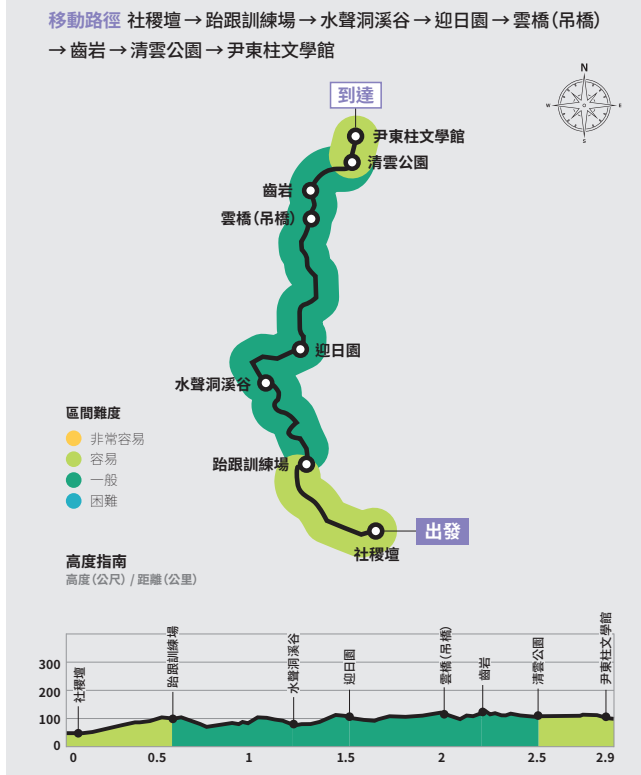 移動路徑 社稷壇 → 跆跟訓練場 → 水聲洞溪谷 → 迎日園 → 雲橋(吊橋)
→ 齒岩 → 清雲公園 → 尹東柱文學館
N
W
E
S
到達
尹東柱文學館
清雲公園
齒岩
雲橋(吊橋)
迎日園
水聲洞溪谷
跆跟訓練場
出發
社稷壇
區間難度
非常容易
容易
一般
困難
高度指南
高度(公尺) / 距離(公里)
社稷壇
跆跟訓練場
水聲洞溪谷
迎日園
雲橋(吊橋)
齒岩
清雲公園
尹東柱文學館
300
200
100
0
0 0.5 1 1.5 2 2.5 2.9